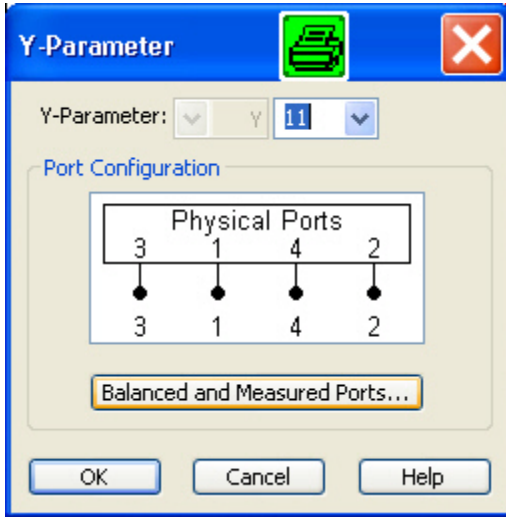 Y-Parameter
Y-Parameter: Y 11
Port Configuration
Physical Ports
3 1 4 2
3 1 4 2
Balanced and Measured Ports...
OK Cancel Help